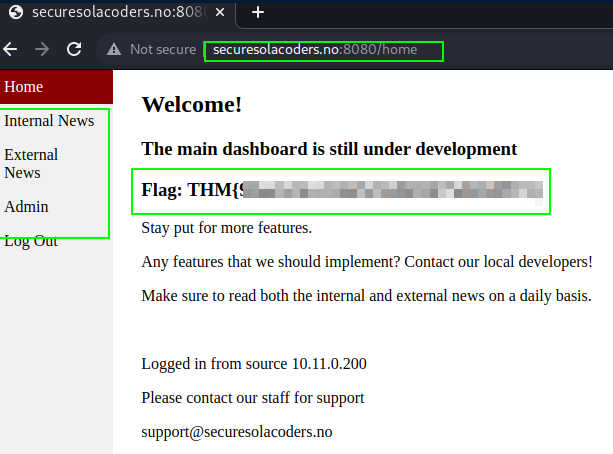 securesolacoders.no:808
Not secure
securesolacoders.no:8080/home
Home
Internal News
External
News
Admin
Log Out
Welcome!
The main dashboard is still under development
Flag: THM{
Stay put for more features.
Any features that we should implement? Contact our local developers!
Make sure to read both the internal and external news on a daily basis.
Logged in from source 10.11.0.200
Please contact our staff for support
support@securesolacoders.no